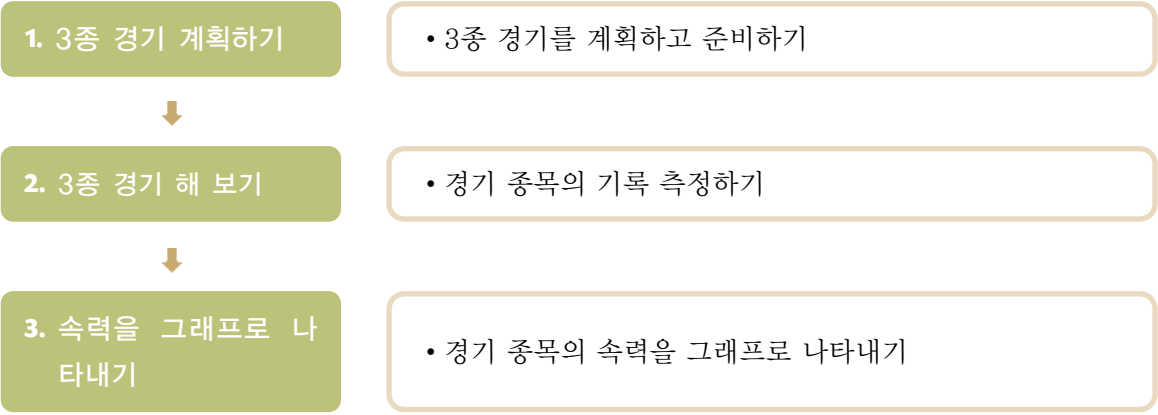 1. 3종 경기 계획하기
• 3종 경기를 계획하고 준비하기
2. 3종 경기 해 보기
• 경기 종목의 기록 측정하기
3. 속력을 그래프로 나
타내기
• 경기 종목의 속력을 그래프로 나타내기